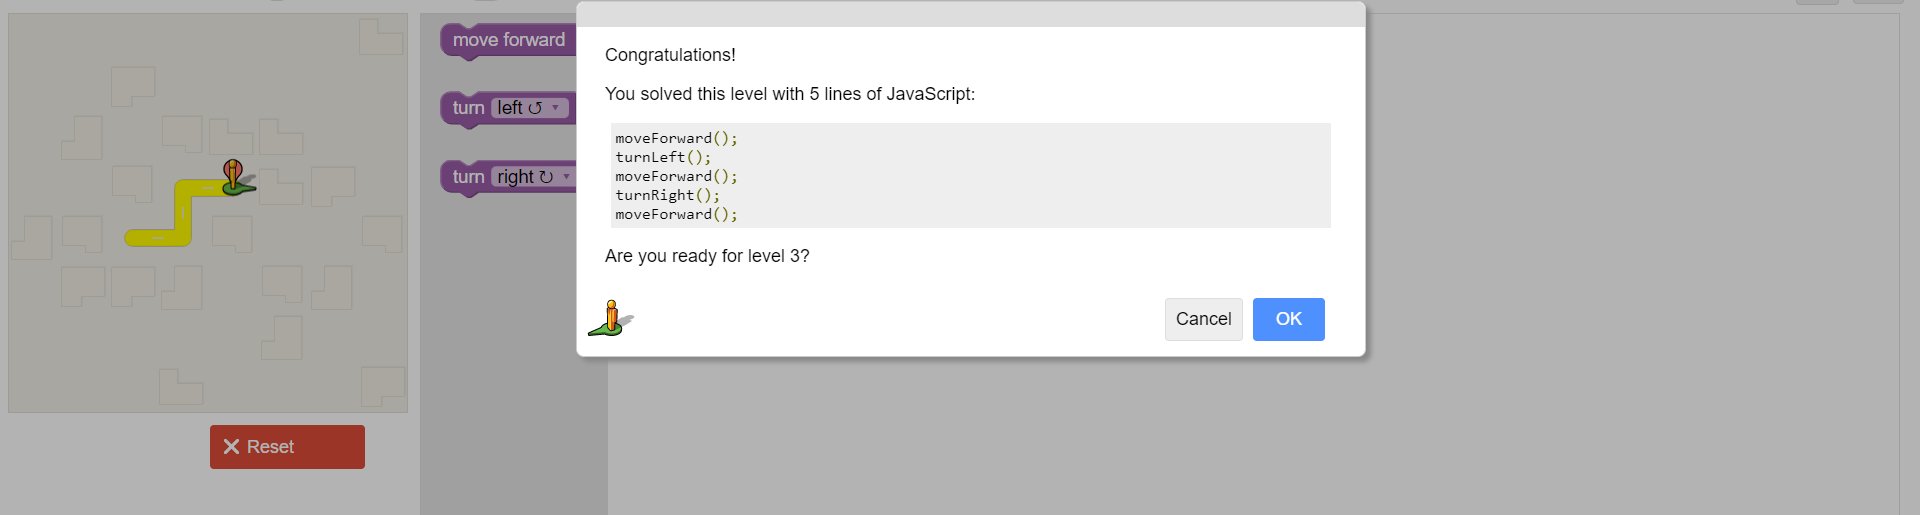 move forward
turn left ↺ ▾
turn right ↻ ▾
Reset
Congratulations!
You solved this level with 5 lines of JavaScript:
moveForward();
turnLeft();
moveForward();
turnRight();
moveForward();
Are you ready for level 3?
Cancel
OK